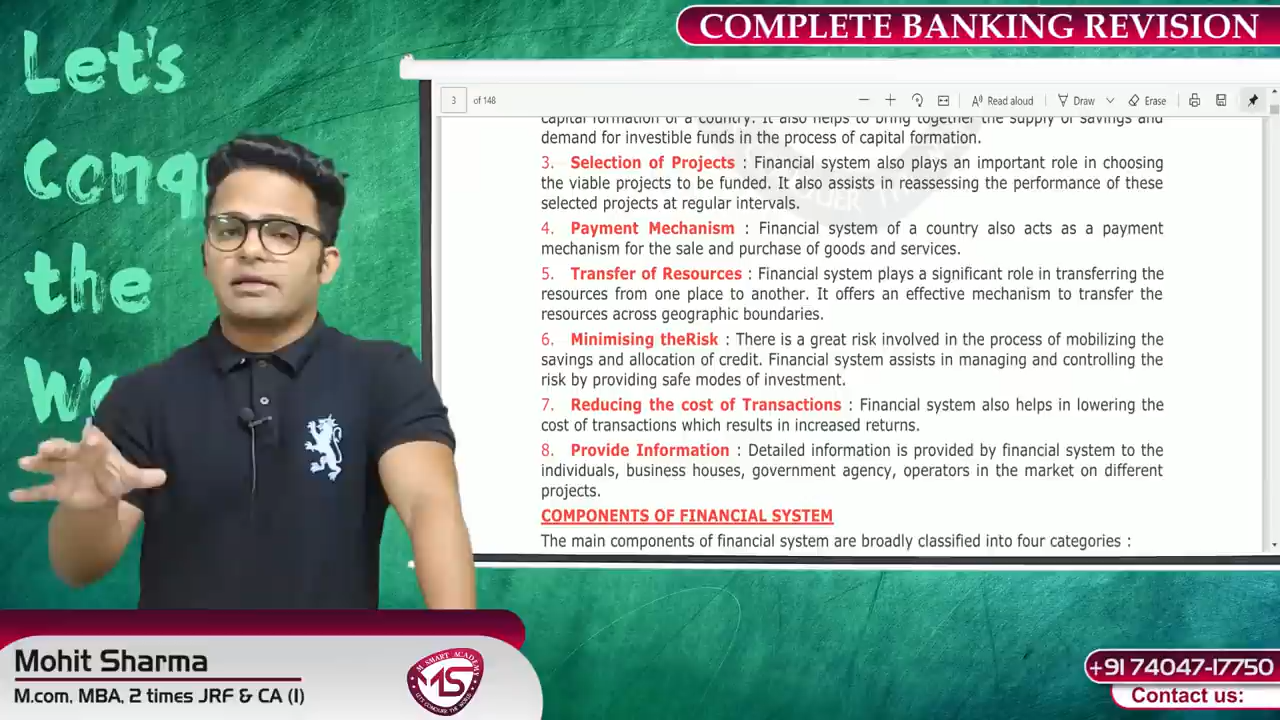 COMPLETE BANKING REVISION
Let's
Conq
the
Wo
3 of 148
Read aloud
Draw
Erase
capital formation of a country. It also helps to bring together the supply of savings and
demand for investible funds in the process of capital formation.
3. Selection of Projects : Financial system also plays an important role in choosing
the viable projects to be funded. It also assists in reassessing the performance of these
selected projects at regular intervals.
4. Payment Mechanism : Financial system of a country also acts as a payment
mechanism for the sale and purchase of goods and services.
5. Transfer of Resources : Financial system plays a significant role in transferring the
resources from one place to another. It offers an effective mechanism to transfer the
resources across geographic boundaries.
6. Minimising theRisk : There is a great risk involved in the process of mobilizing the
savings and allocation of credit. Financial system assists in managing and controlling the
risk by providing safe modes of investment.
7. Reducing the cost of Transactions : Financial system also helps in lowering the
cost of transactions which results in increased returns.
8. Provide Information : Detailed information is provided by financial system to the
individuals, business houses, government agency, operators in the market on different
projects.
COMPONENTS OF FINANCIAL SYSTEM
The main components of financial system are broadly classified into four categories :
Mohit Sharma
M.com, MBA, 2 times JRF & CA (I)
M SMART ACADEMY
MS
LETS CONQUER THE WORLD
+91 74047-17750
Contact us: